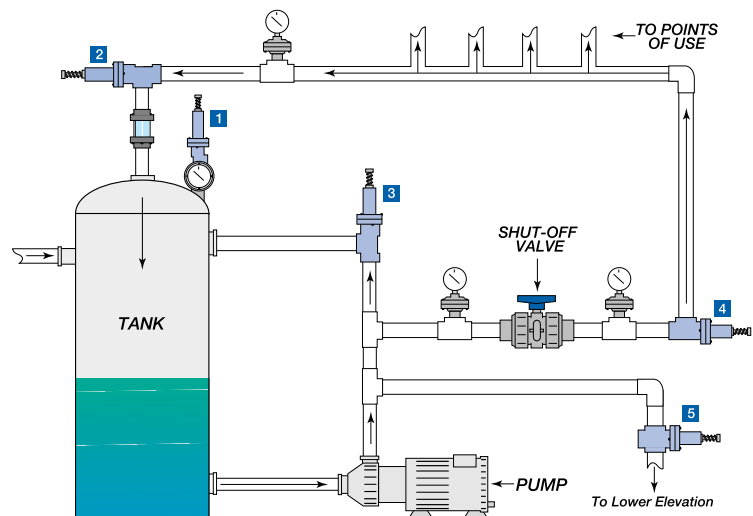 TO POINTS
OF USE
2
1
3
SHUT-OFF
VALVE
TANK
4
5
PUMP
To Lower Elevation